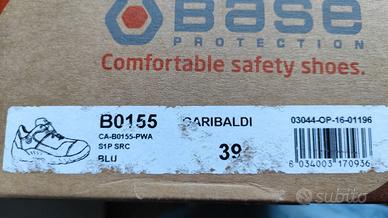 Base
PROTECTION
Comfortable safety shoes.
B0155
GARIBALDI
03044-OP-16-01196
CA-B0155-PWA
S1P SRC
BLU
39
8 034003 170936
subito